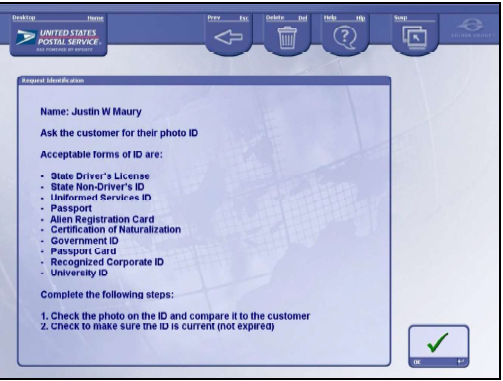 Desktop Home
Prev Esc
Delete Del
Help Hlp
Susp
UNITED STATES
POSTAL SERVICE.
Request Identification
Name: Justin W Maury
Ask the customer for their photo ID
Acceptable forms of ID are:
- State Driver's License
- State Non-Driver's ID
- Uniformed Services ID
- Passport
- Alien Registration Card
- Certification of Naturalization
- Government ID
- Passport Card
- Recognized Corporate ID
- University ID
Complete the following steps:
1. Check the photo on the ID and compare it to the customer
2. Check to make sure the ID is current (not expired)
OK